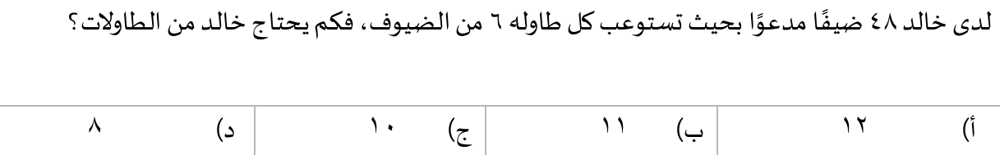 لدى خالد ٤٨ ضيفًا مدعوًا بحيث تستوعب كل طاوله ٦ من الضيوف، فكم يحتاج خالد من الطاولات؟
أ) ١٢ ب) ١١ ج) ١٠ د) ٨